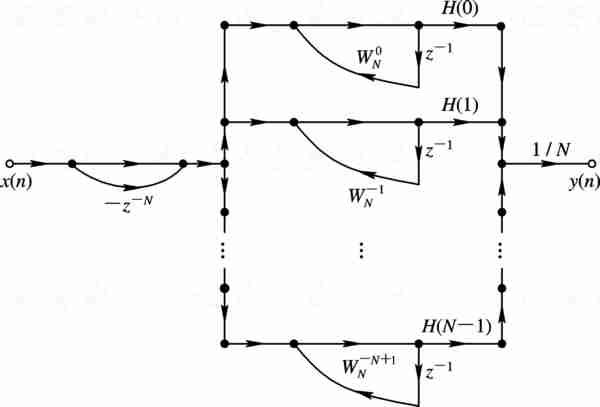 H(0)
W_N^0
z^{-1}
H(1)
z^{-1}
1/N
x(n)
y(n)
-z^{-N}
W_N^{-1}
⋮ ⋮ ⋮
H(N-1)
W_N^{-N+1}
z^{-1}